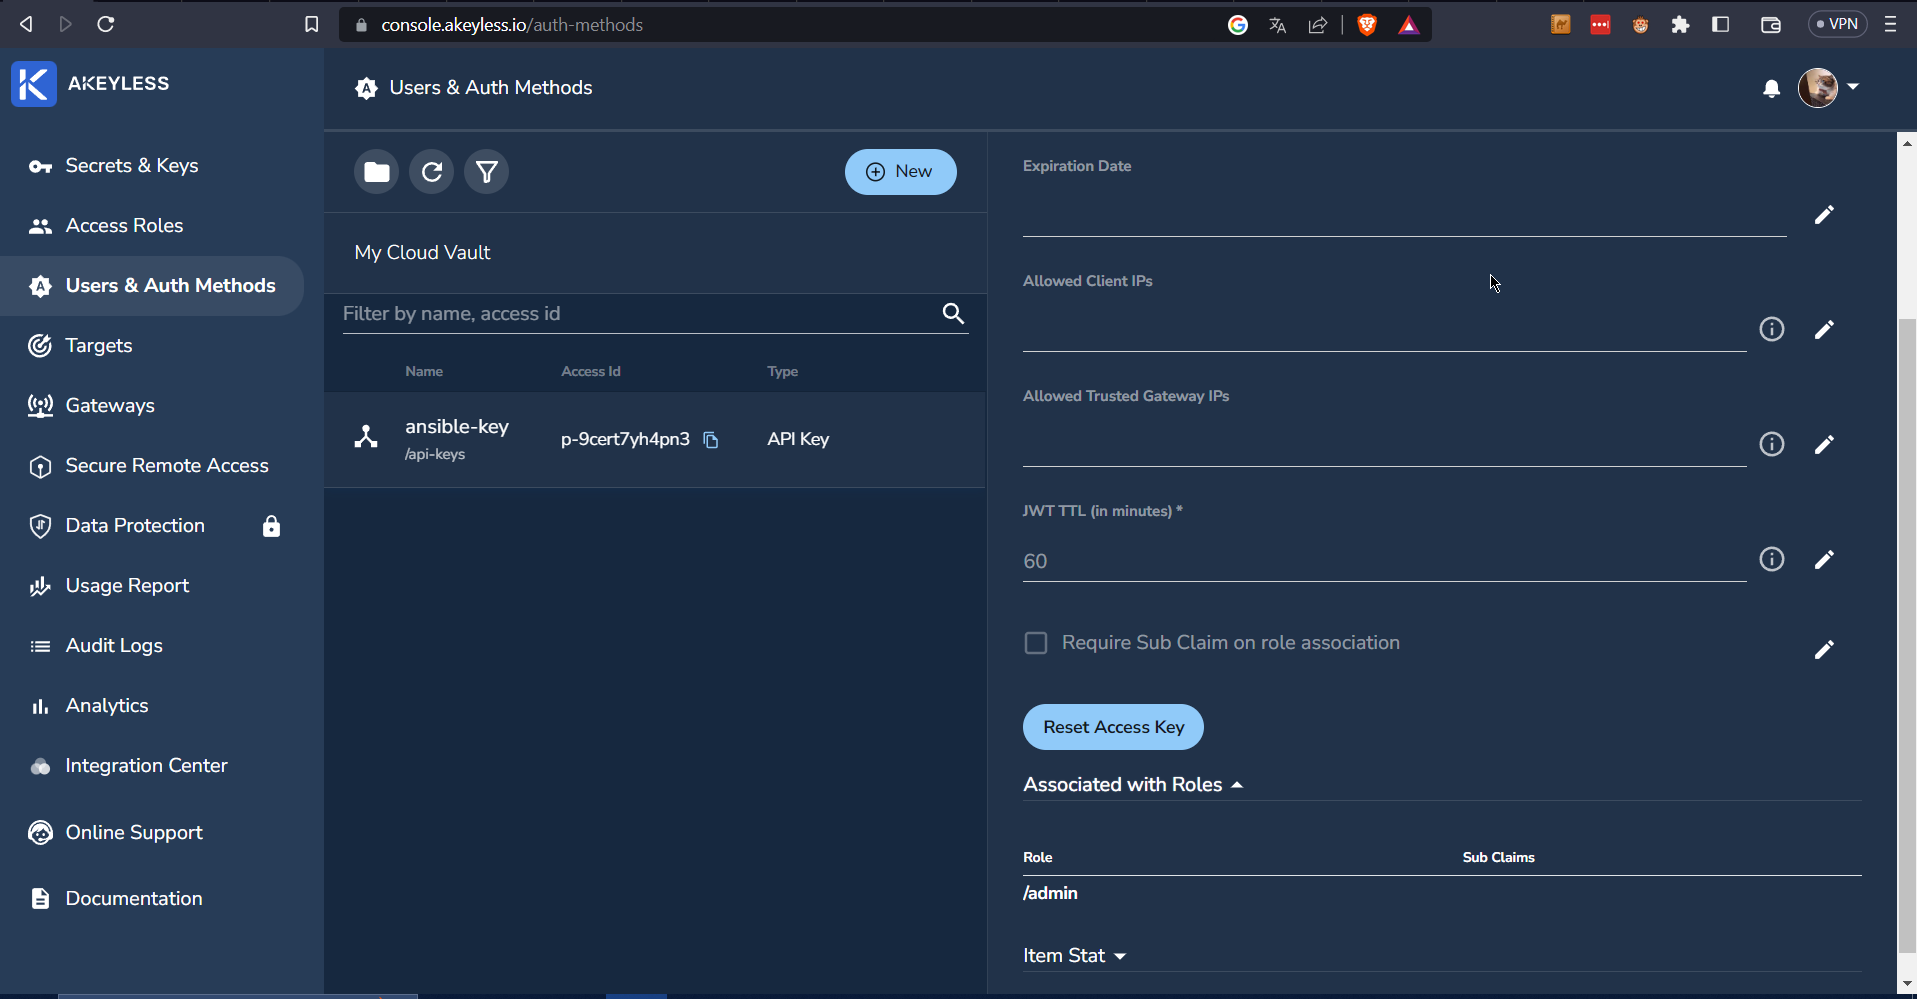 console.akeyless.io/auth-methods
VPN
AKEYLESS
Users & Auth Methods
Secrets & Keys
Access Roles
Users & Auth Methods
Targets
Gateways
Secure Remote Access
Data Protection
Usage Report
Audit Logs
Analytics
Integration Center
Online Support
Documentation
New
My Cloud Vault
Filter by name, access id
Name Access Id Type
ansible-key
/api-keys
p-9cert7yh4pn3
API Key
Expiration Date
Allowed Client IPs
Allowed Trusted Gateway IPs
JWT TTL (in minutes) *
60
Require Sub Claim on role association
Reset Access Key
Associated with Roles
Role Sub Claims
/admin
Item Stat